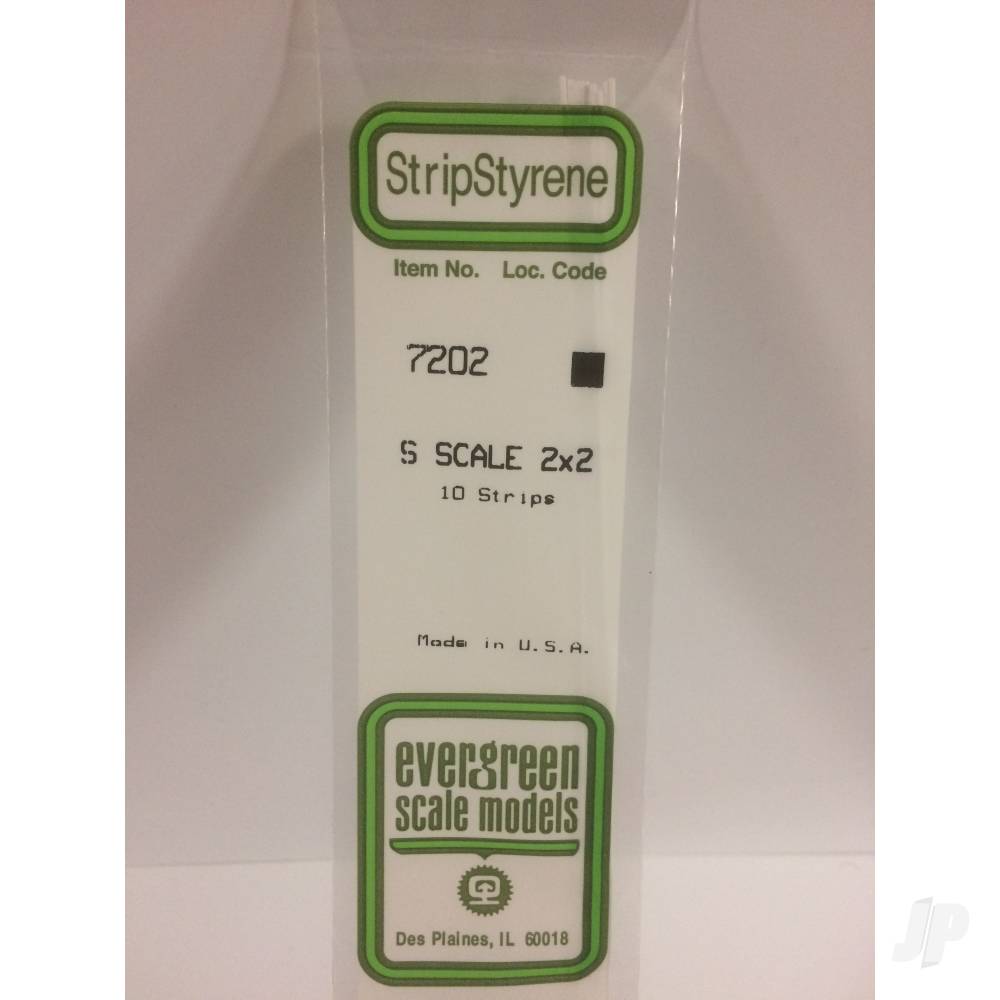 StripStyrene
Item No. Loc. Code
7202
S SCALE 2x2
10 Strips
Made in U.S.A.
evergreen
scale models
Des Plaines, IL 60018
JP